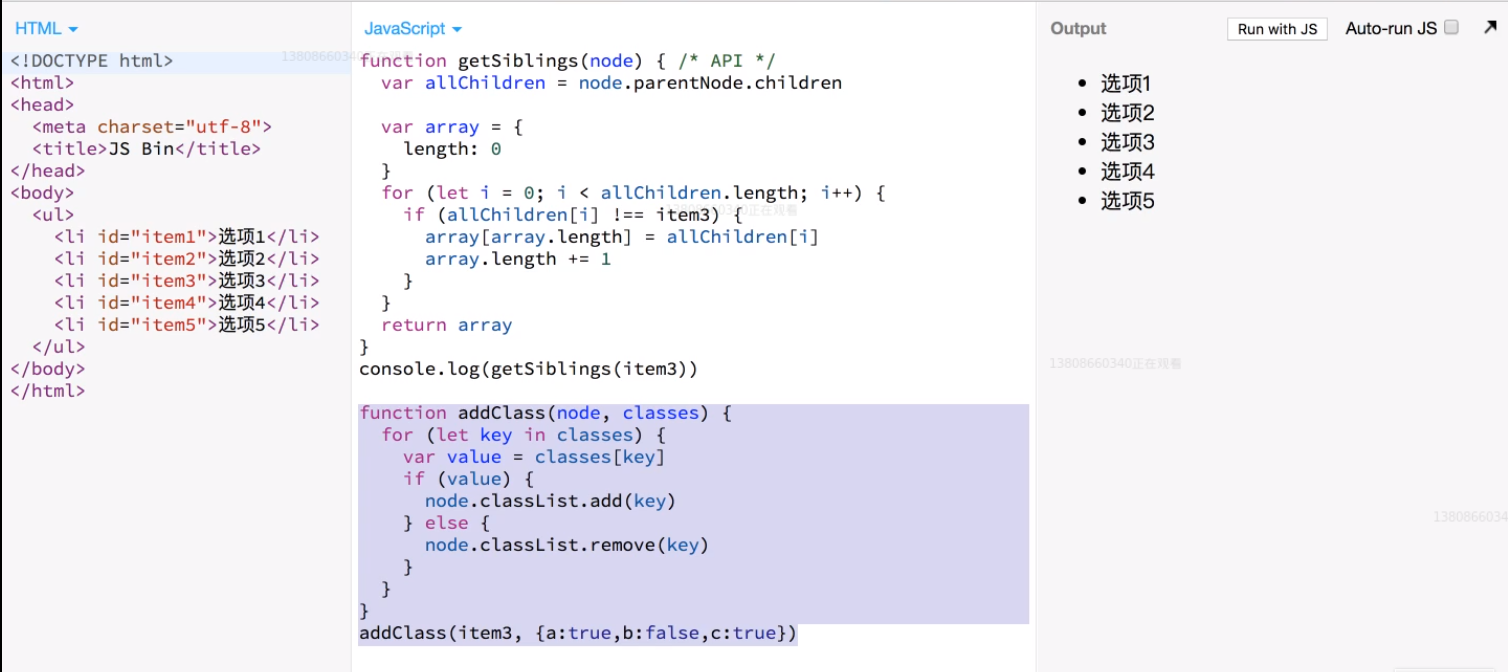 HTML
<!DOCTYPE html>
<html>
<head>
  <meta charset="utf-8">
  <title>JS Bin</title>
</head>
<body>
  <ul>
    <li id="item1">选项1</li>
    <li id="item2">选项2</li>
    <li id="item3">选项3</li>
    <li id="item4">选项4</li>
    <li id="item5">选项5</li>
  </ul>
</body>
</html>
JavaScript
function getSiblings(node) { /* API */
  var allChildren = node.parentNode.children

  var array = {
    length: 0
  }
  for (let i = 0; i < allChildren.length; i++) {
    if (allChildren[i] !== item3) {
      array[array.length] = allChildren[i]
      array.length += 1
    }
  }
  return array
}
console.log(getSiblings(item3))

function addClass(node, classes) {
  for (let key in classes) {
    var value = classes[key]
    if (value) {
      node.classList.add(key)
    } else {
      node.classList.remove(key)
    }
  }
}
addClass(item3, {a:true,b:false,c:true})
Output
Run with JS
Auto-run JS
选项1
选项2
选项3
选项4
选项5
13808660340正在观看
1380866034